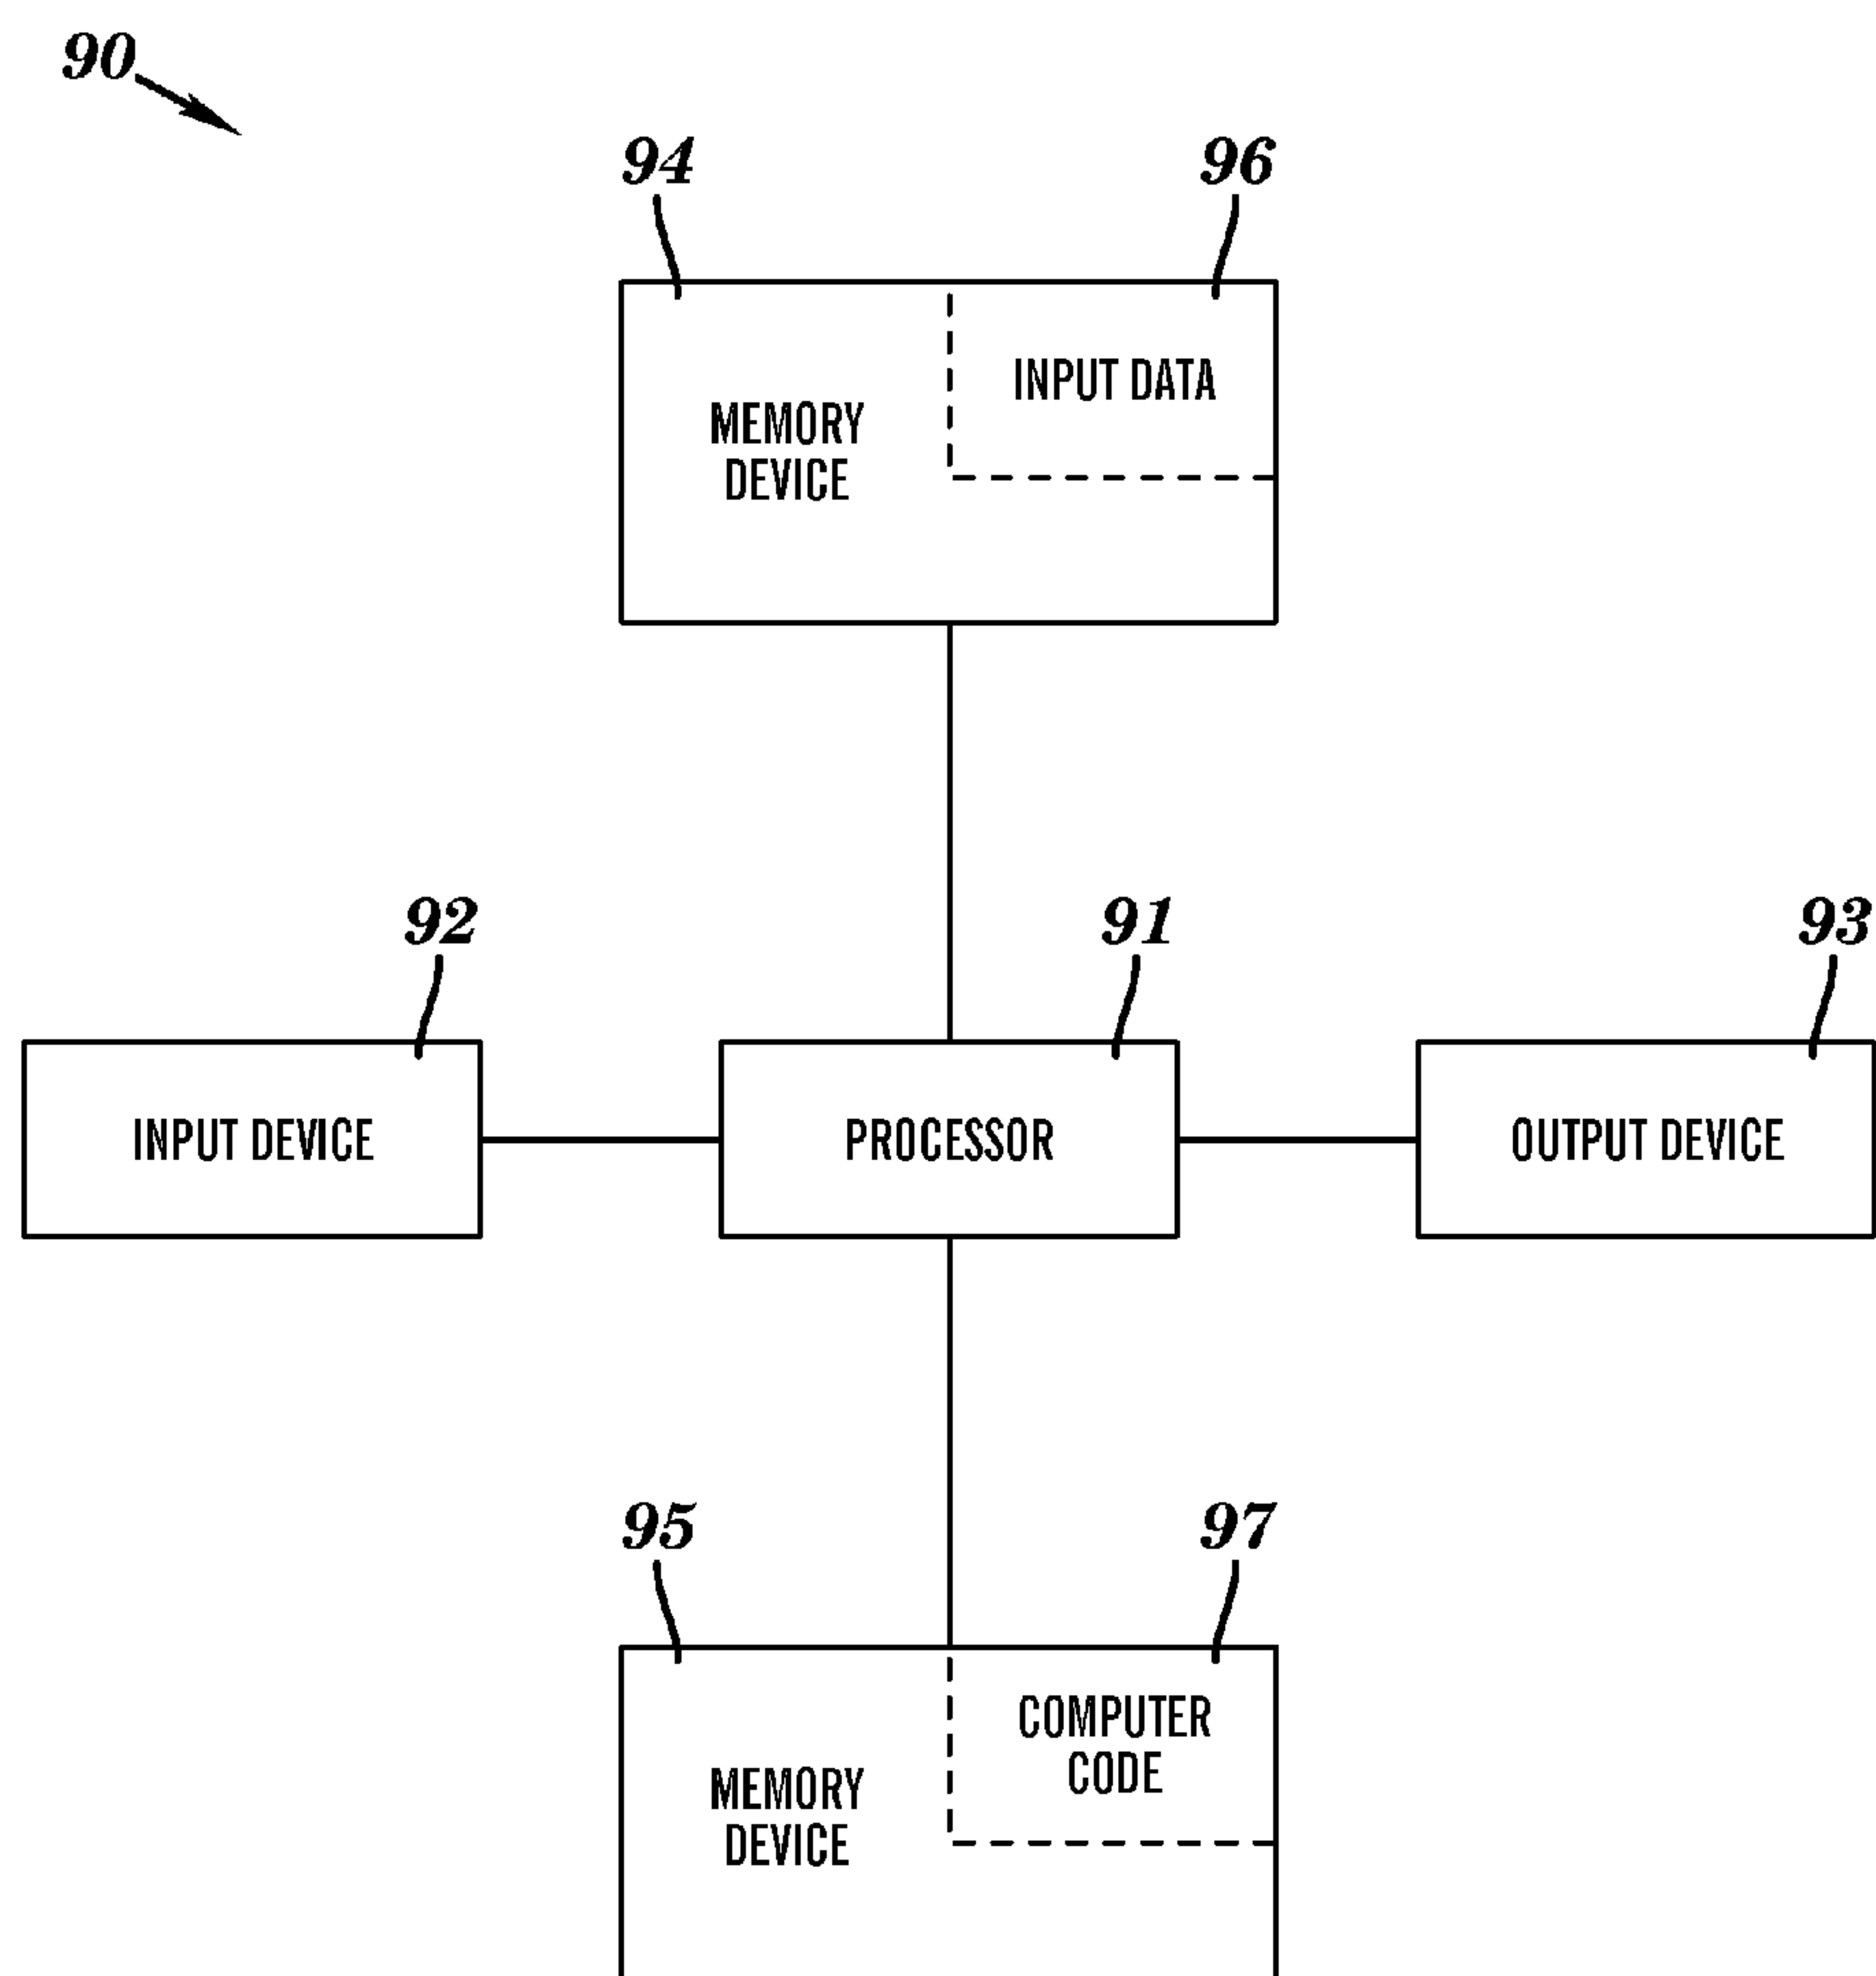 90
94
96
INPUT DATA
MEMORY
DEVICE
92
91
93
INPUT DEVICE
PROCESSOR
OUTPUT DEVICE
95
97
COMPUTER
CODE
MEMORY
DEVICE